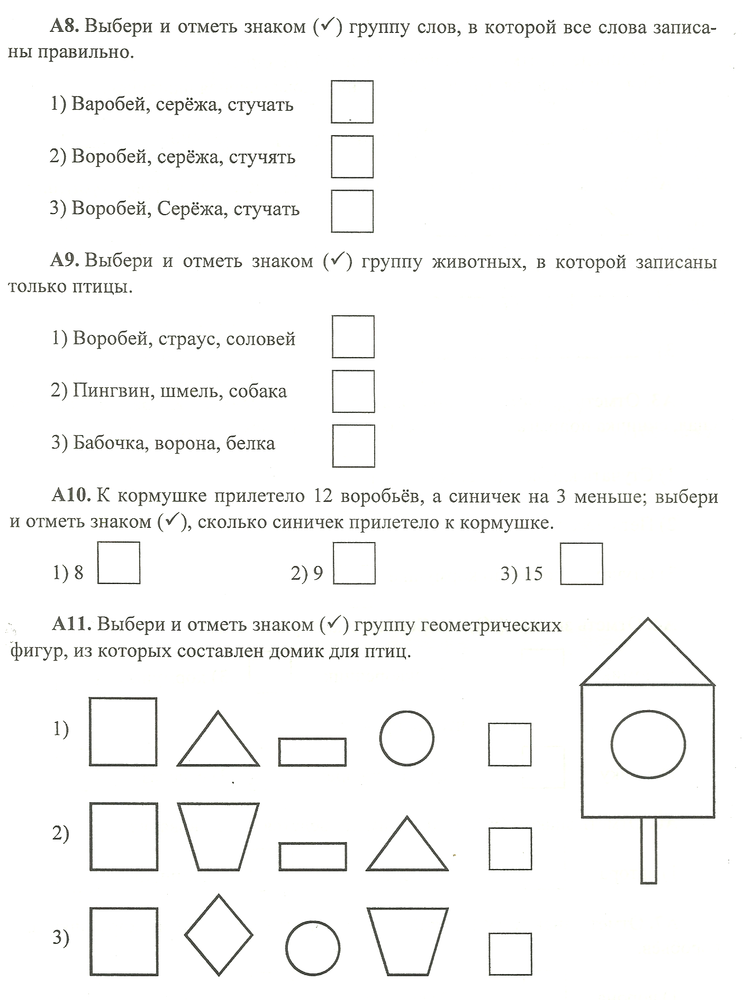 А8. Выбери и отметь знаком (✓) группу слов, в которой все слова записа-
ны правильно.
1) Варобей, серёжа, стучать
2) Воробей, серёжа, стучять
3) Воробей, Серёжа, стучать
А9. Выбери и отметь знаком (✓) группу животных, в которой записаны
только птицы.
1) Воробей, страус, соловей
2) Пингвин, шмель, собака
3) Бабочка, ворона, белка
А10. К кормушке прилетело 12 воробьёв, а синичек на 3 меньше; выбери
и отметь знаком (✓), сколько синичек прилетело к кормушке.
1) 8 2) 9 3) 15
А11. Выбери и отметь знаком (✓) группу геометрических
фигур, из которых составлен домик для птиц.
1)
2)
3)